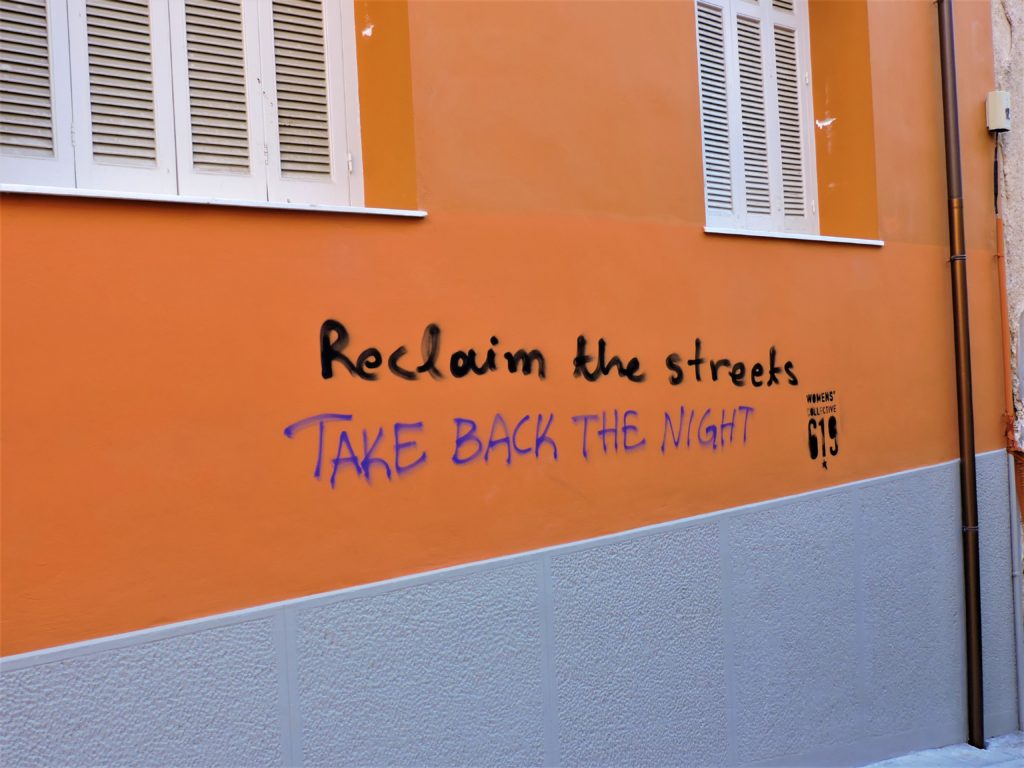 Reclaim the streets
TAKE BACK THE NIGHT
WOMENS'
COLLECTIVE
619